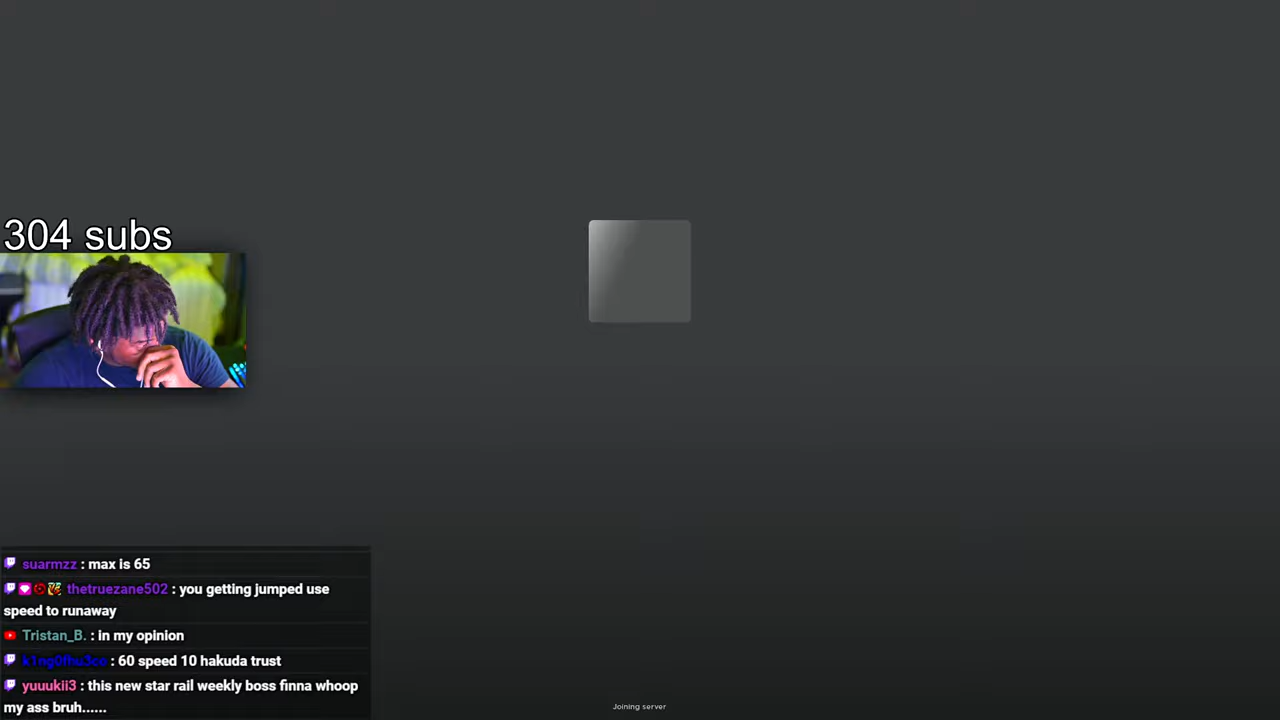 304 subs
suarmzz : max is 65
thetruezane502 : you getting jumped use
speed to runaway
Tristan_B. : in my opinion
k1ng0fhu3co : 60 speed 10 hakuda trust
yuuukii3 : this new star rail weekly boss finna whoop
my ass bruh......
Joining server